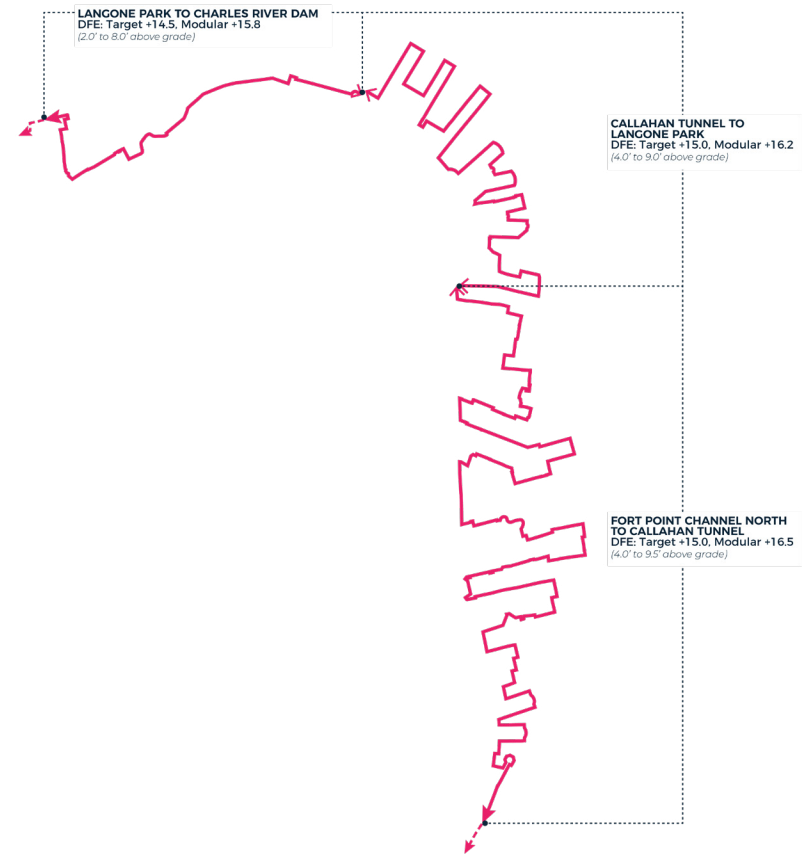 LANGONE PARK TO CHARLES RIVER DAM
DFE: Target +14.5, Modular +15.8
(2.0' to 8.0' above grade)
CALLAHAN TUNNEL TO
LANGONE PARK
DFE: Target +15.0, Modular +16.2
(4.0' to 9.0' above grade)
FORT POINT CHANNEL NORTH
TO CALLAHAN TUNNEL
DFE: Target +15.0, Modular +16.5
(4.0' to 9.5' above grade)